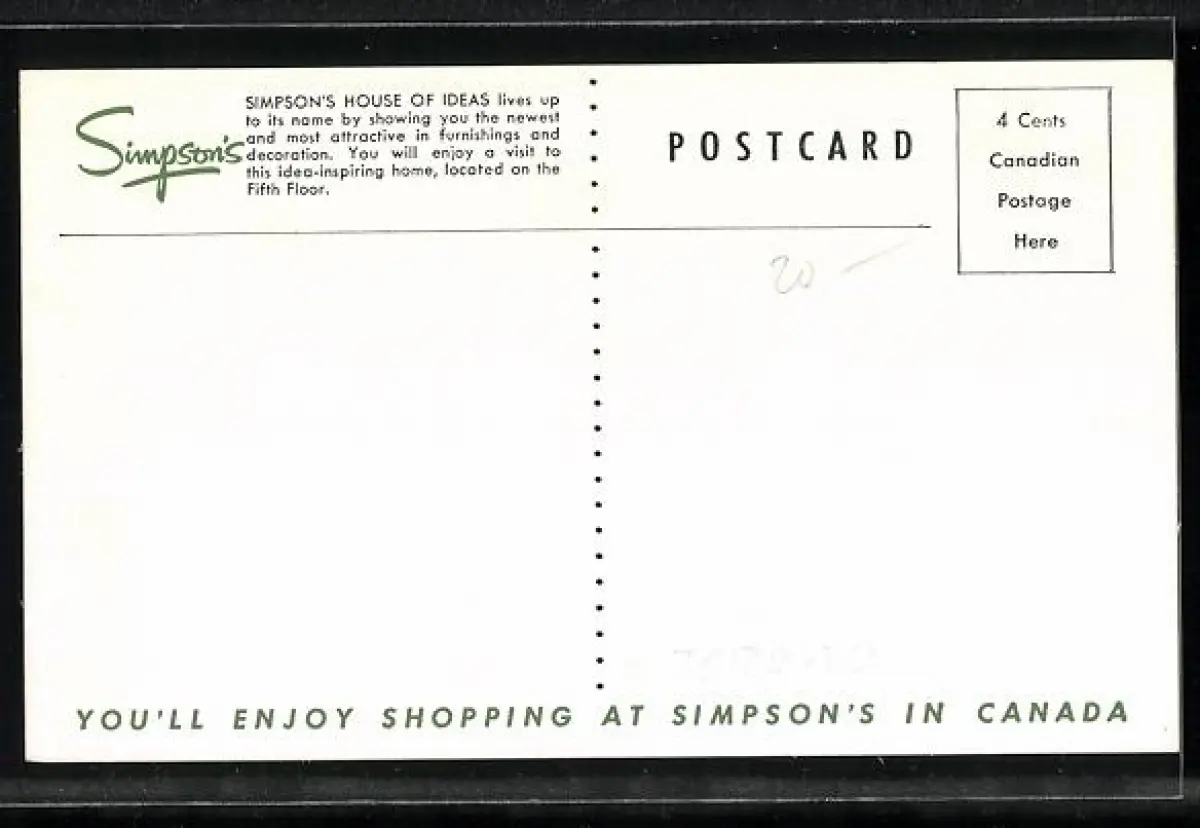 Simpson's
SIMPSON'S HOUSE OF IDEAS lives up
to its name by showing you the newest
and most attractive in furnishings and
decoration. You will enjoy a visit to
this idea-inspiring home, located on the
Fifth Floor.
POSTCARD
4 Cents
Canadian
Postage
Here
20 —
YOU'LL ENJOY SHOPPING AT SIMPSON'S IN CANADA